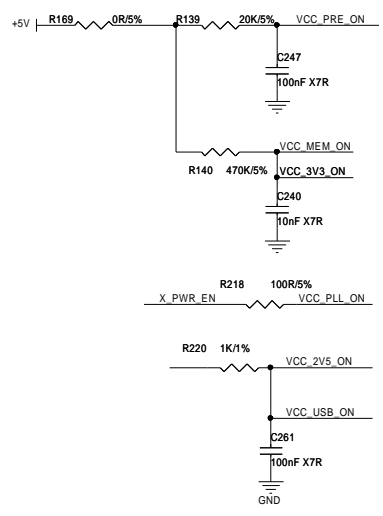 R169 0R/5% R139 20K/5% VCC_PRE_ON
+5V
C247
100nF X7R
VCC_MEM_ON
R140 470K/5% VCC_3V3_ON
C240
10nF X7R
R218 100R/5%
X_PWR_EN VCC_PLL_ON
R220 1K/1%
VCC_2V5_ON
VCC_USB_ON
C261
100nF X7R
GND